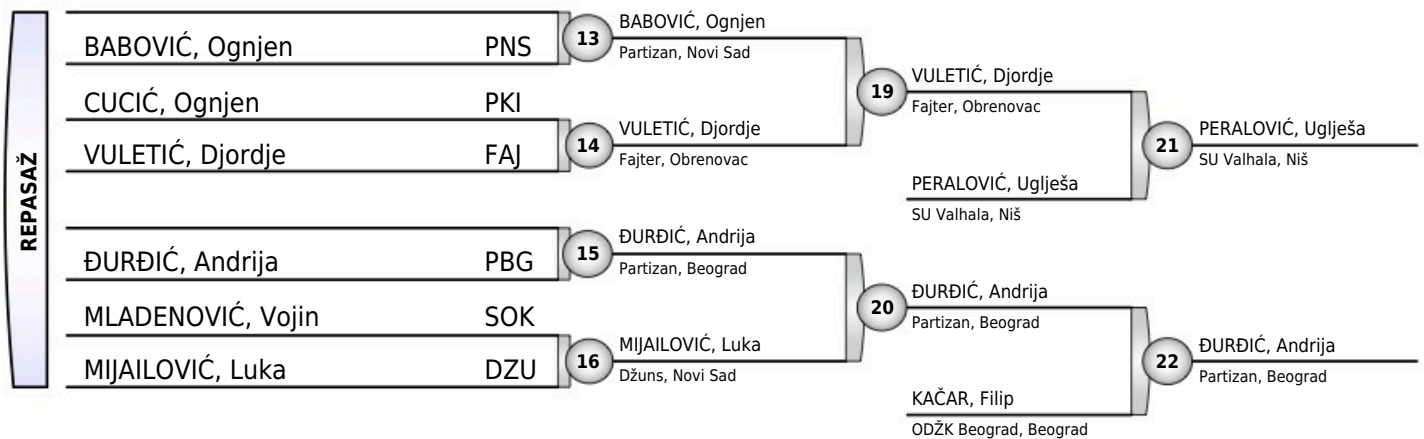 REPASAŽ
BABOVIĆ, Ognjen PNS
CUCIĆ, Ognjen PKI
VULETIĆ, Djordje FAJ
ĐURĐIĆ, Andrija PBG
MLADENOVIĆ, Vojin SOK
MIJAILOVIĆ, Luka DZU
13
BABOVIĆ, Ognjen
Partizan, Novi Sad
14
VULETIĆ, Djordje
Fajter, Obrenovac
15
ĐURĐIĆ, Andrija
Partizan, Beograd
16
MIJAILOVIĆ, Luka
Džuns, Novi Sad
19
VULETIĆ, Djordje
Fajter, Obrenovac
PERALOVIĆ, Uglješa
SU Valhala, Niš
20
ĐURĐIĆ, Andrija
Partizan, Beograd
KAČAR, Filip
ODŽK Beograd, Beograd
21
PERALOVIĆ, Uglješa
SU Valhala, Niš
22
ĐURĐIĆ, Andrija
Partizan, Beograd